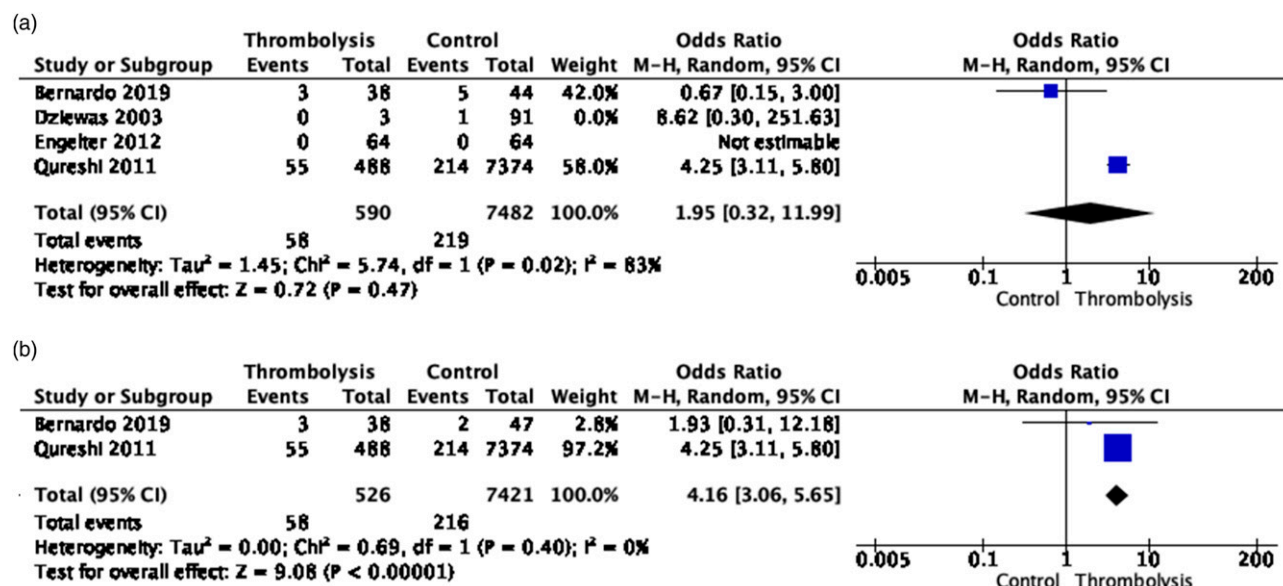 (a)
Thrombolysis Control Odds Ratio Odds Ratio
Study or Subgroup Events Total Events Total Weight M-H, Random, 95% CI M-H, Random, 95% CI
Bernardo 2019 3 38 5 44 42.0% 0.67 [0.15, 3.00]
Dziewas 2003 0 3 1 91 0.0% 8.62 [0.30, 251.63]
Engelter 2012 0 64 0 64 Not estimable
Qureshi 2011 55 488 214 7374 58.0% 4.25 [3.11, 5.80]
Total (95% CI) 590 7482 100.0% 1.95 [0.32, 11.99]
Total events 58 219
Heterogeneity: Tau² = 1.45; Chi² = 5.74, df = 1 (P = 0.02); I² = 83%
Test for overall effect: Z = 0.72 (P = 0.47)
0.005 0.1 1 10 200
Control Thrombolysis
(b)
Thrombolysis Control Odds Ratio Odds Ratio
Study or Subgroup Events Total Events Total Weight M-H, Random, 95% CI M-H, Random, 95% CI
Bernardo 2019 3 38 2 47 2.8% 1.93 [0.31, 12.18]
Qureshi 2011 55 488 214 7374 97.2% 4.25 [3.11, 5.80]
Total (95% CI) 526 7421 100.0% 4.16 [3.06, 5.65]
Total events 58 216
Heterogeneity: Tau² = 0.00; Chi² = 0.69, df = 1 (P = 0.40); I² = 0%
Test for overall effect: Z = 9.08 (P < 0.00001)
0.005 0.1 1 10 200
Control Thrombolysis